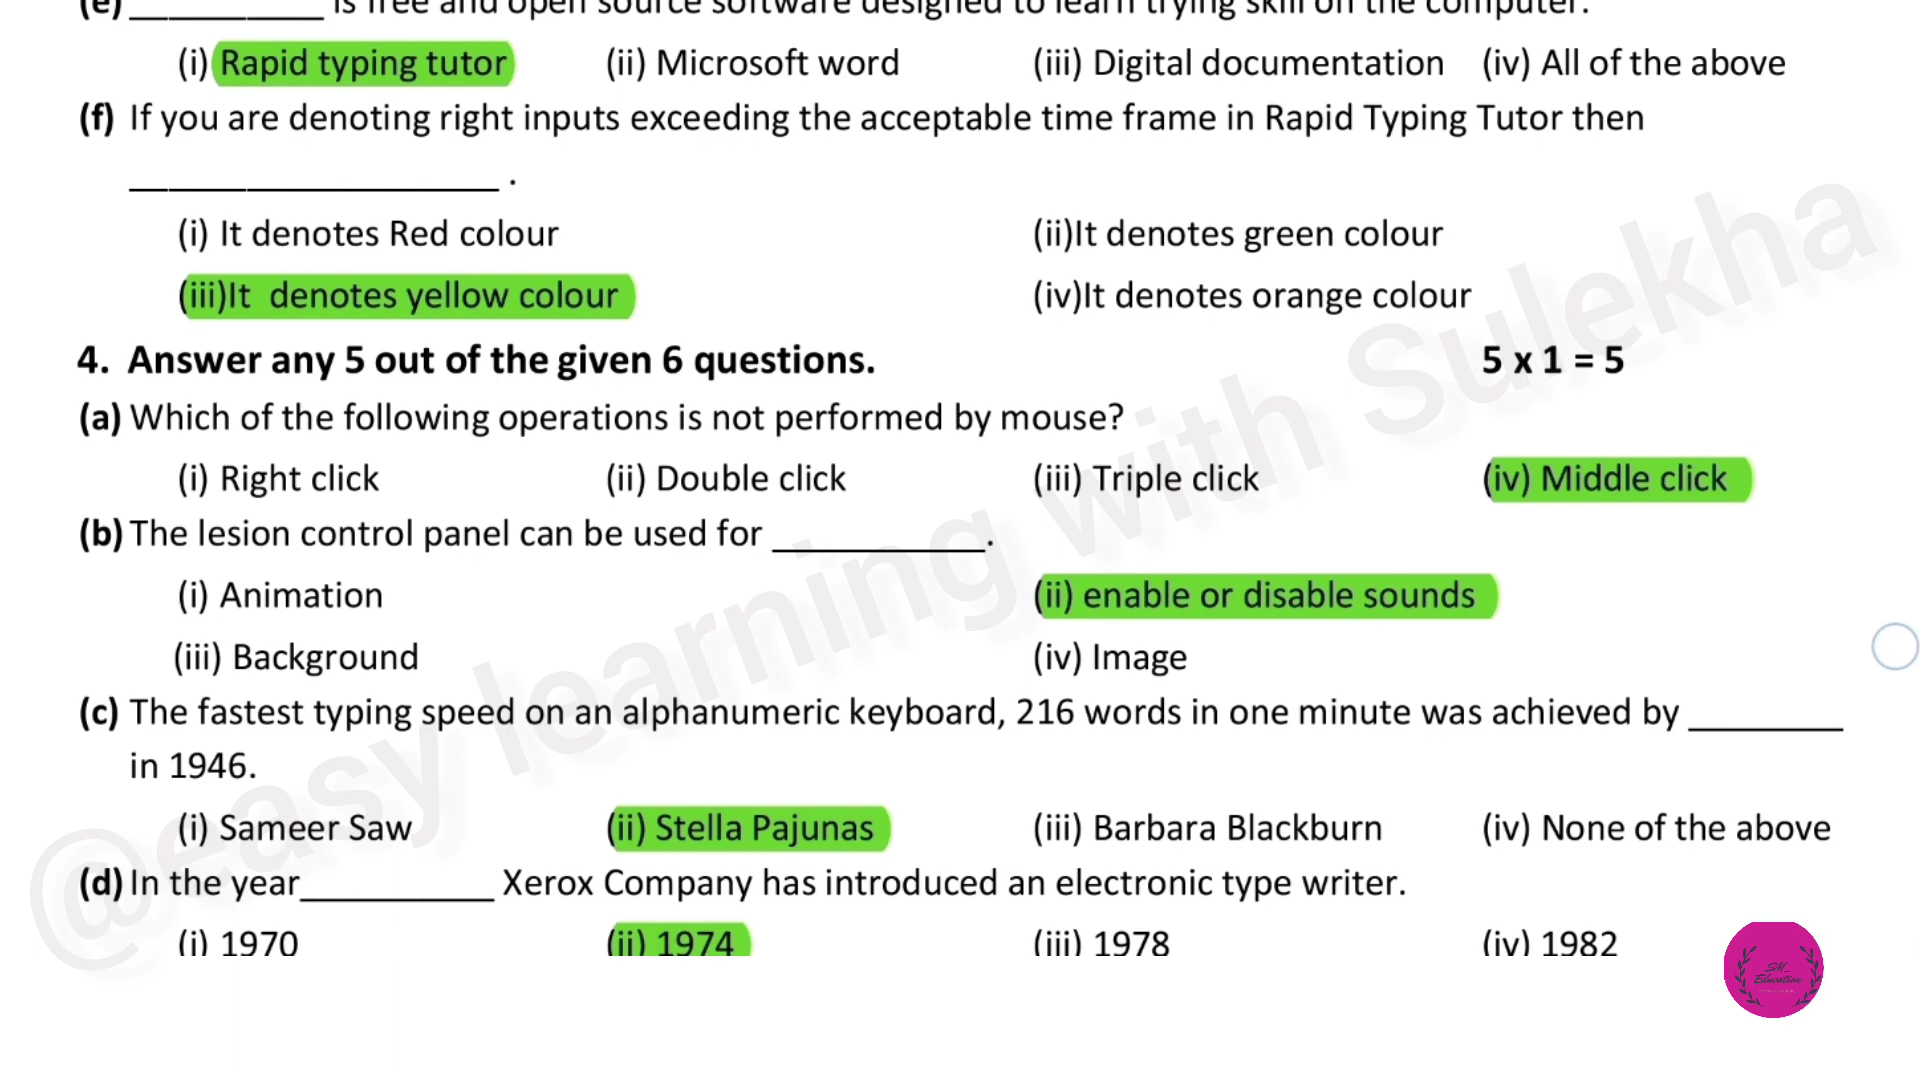 (e)____________ is free and open source software designed to learn trying skill on the computer.
(i) Rapid typing tutor (ii) Microsoft word (iii) Digital documentation (iv) All of the above
(f) If you are denoting right inputs exceeding the acceptable time frame in Rapid Typing Tutor then
___________________ .
(i) It denotes Red colour (ii)It denotes green colour
(iii)It denotes yellow colour (iv)It denotes orange colour
4. Answer any 5 out of the given 6 questions. 5 x 1 = 5
(a) Which of the following operations is not performed by mouse?
(i) Right click (ii) Double click (iii) Triple click (iv) Middle click
(b) The lesion control panel can be used for ___________.
(i) Animation (ii) enable or disable sounds
(iii) Background (iv) Image
(c) The fastest typing speed on an alphanumeric keyboard, 216 words in one minute was achieved by ________
in 1946.
(i) Sameer Saw (ii) Stella Pajunas (iii) Barbara Blackburn (iv) None of the above
(d) In the year__________ Xerox Company has introduced an electronic type writer.
(i) 1970 (ii) 1974 (iii) 1978 (iv) 1982
@easy learning with Sulekha
SM_
Education